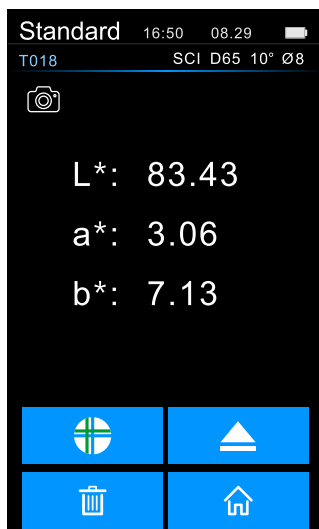 Standard 16:50 08.29
T018 SCI D65 10° Ø8
L*: 83.43
a*: 3.06
b*: 7.13